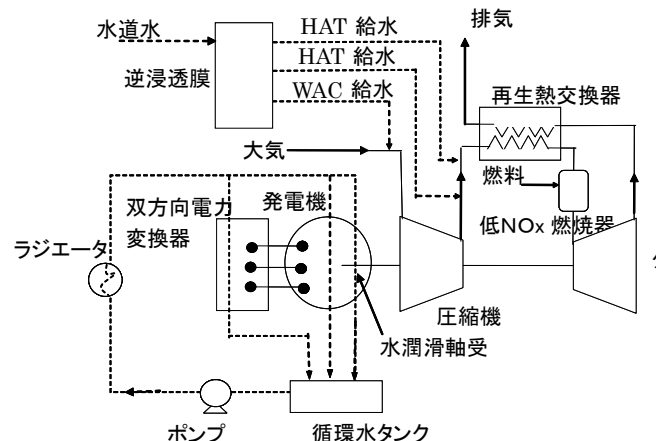 水道水
HAT 給水
排気
HAT 給水
逆浸透膜
WAC 給水
再生熱交換器
大気
燃料
双方向電力
変換器
発電機
低NOx 燃焼器
ラジエータ
圧縮機
水潤滑軸受
ポンプ
循環水タンク